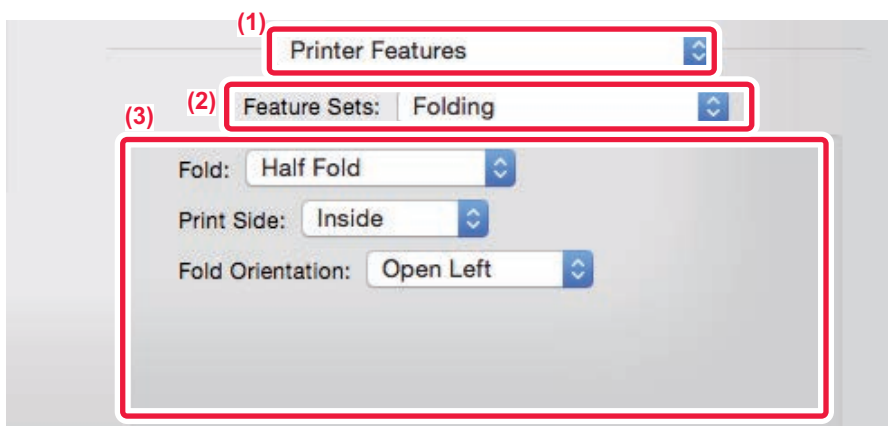 (1)
Printer Features
(2)
Feature Sets: Folding
(3)
Fold: Half Fold
Print Side: Inside
Fold Orientation: Open Left